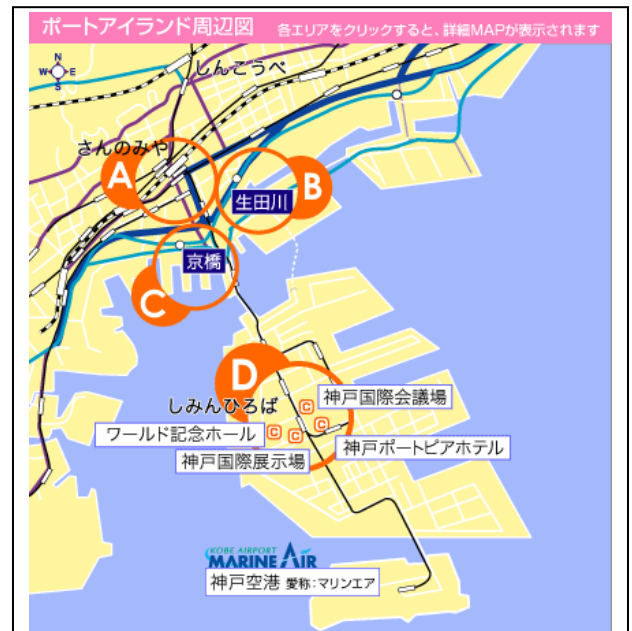 ポートアイランド周辺図 各エリアをクリックすると、詳細MAPが表示されます
N
W E
S
しんこうべ
さんのみや
A
B
生田川
京橋
C
D
神戸国際会議場
しみんひろば
ワールド記念ホール
神戸ポートピアホテル
神戸国際展示場
C
C
C
C
KOBE AIRPORT
MARINE AIR
神戸空港 愛称:マリンエア